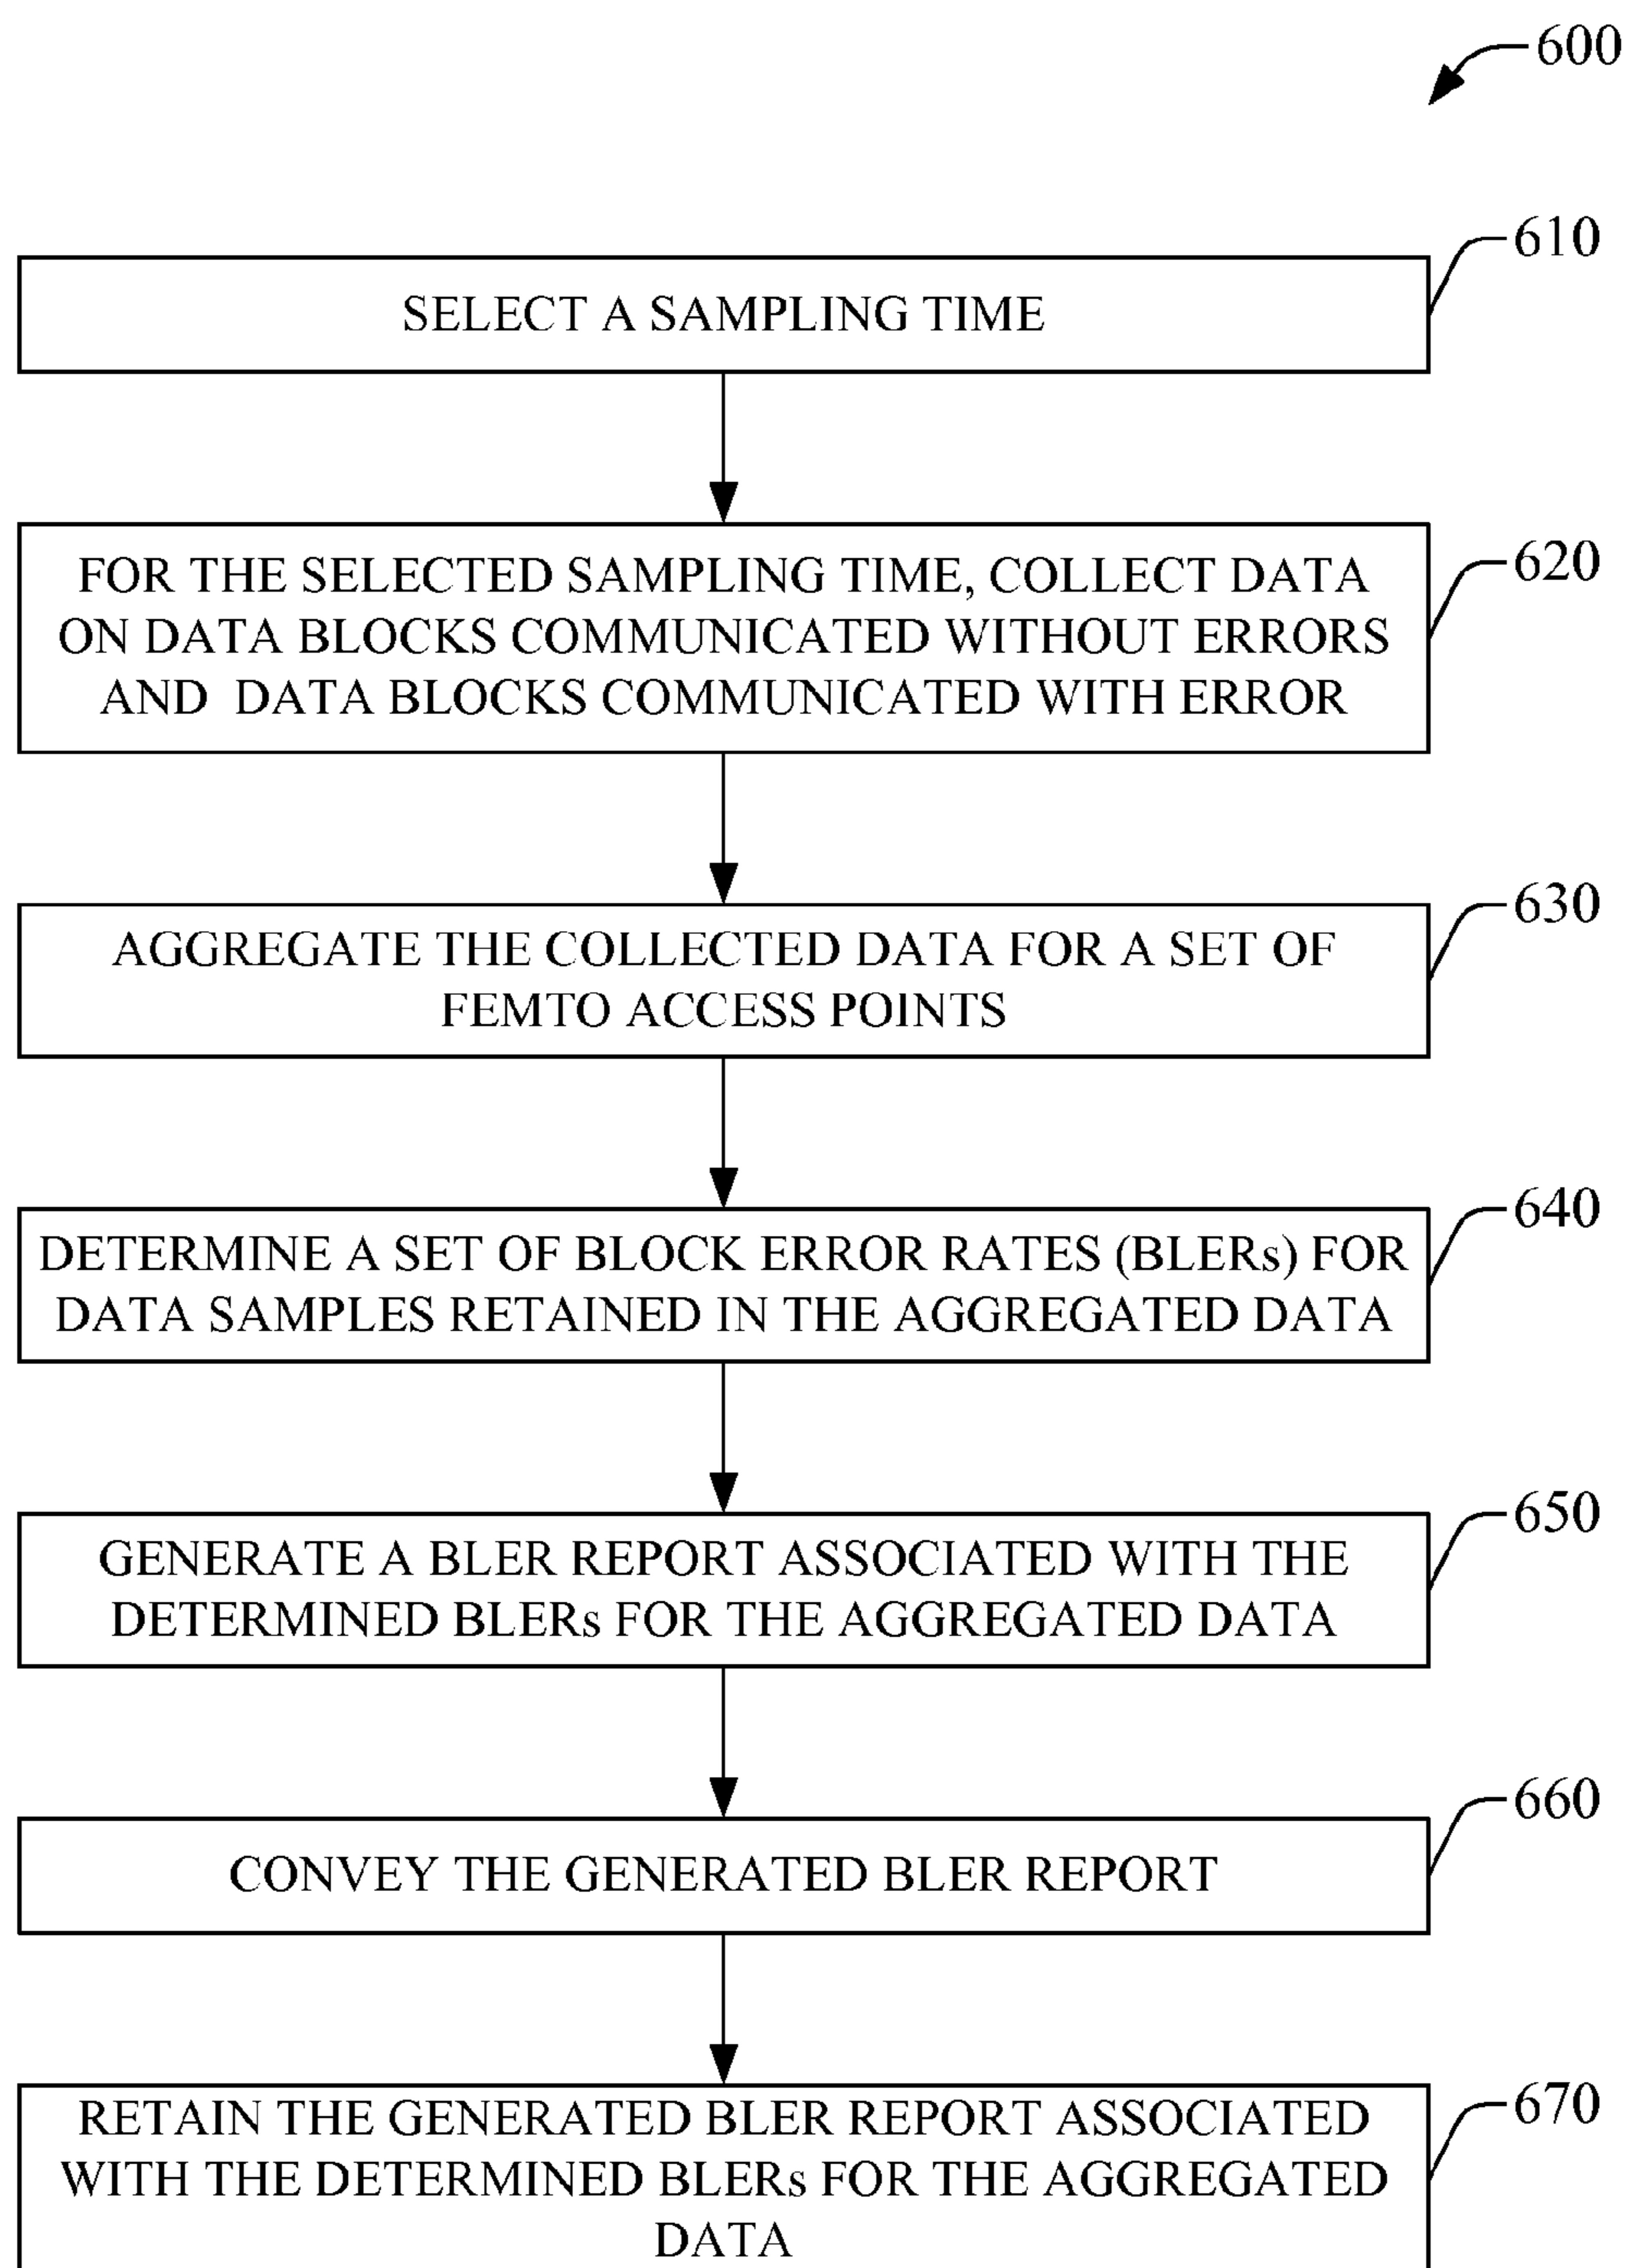 600
610
SELECT A SAMPLING TIME
620
FOR THE SELECTED SAMPLING TIME, COLLECT DATA
ON DATA BLOCKS COMMUNICATED WITHOUT ERRORS
AND DATA BLOCKS COMMUNICATED WITH ERROR
630
AGGREGATE THE COLLECTED DATA FOR A SET OF
FEMTO ACCESS POINTS
640
DETERMINE A SET OF BLOCK ERROR RATES (BLERs) FOR
DATA SAMPLES RETAINED IN THE AGGREGATED DATA
650
GENERATE A BLER REPORT ASSOCIATED WITH THE
DETERMINED BLERs FOR THE AGGREGATED DATA
660
CONVEY THE GENERATED BLER REPORT
670
RETAIN THE GENERATED BLER REPORT ASSOCIATED
WITH THE DETERMINED BLERs FOR THE AGGREGATED
DATA